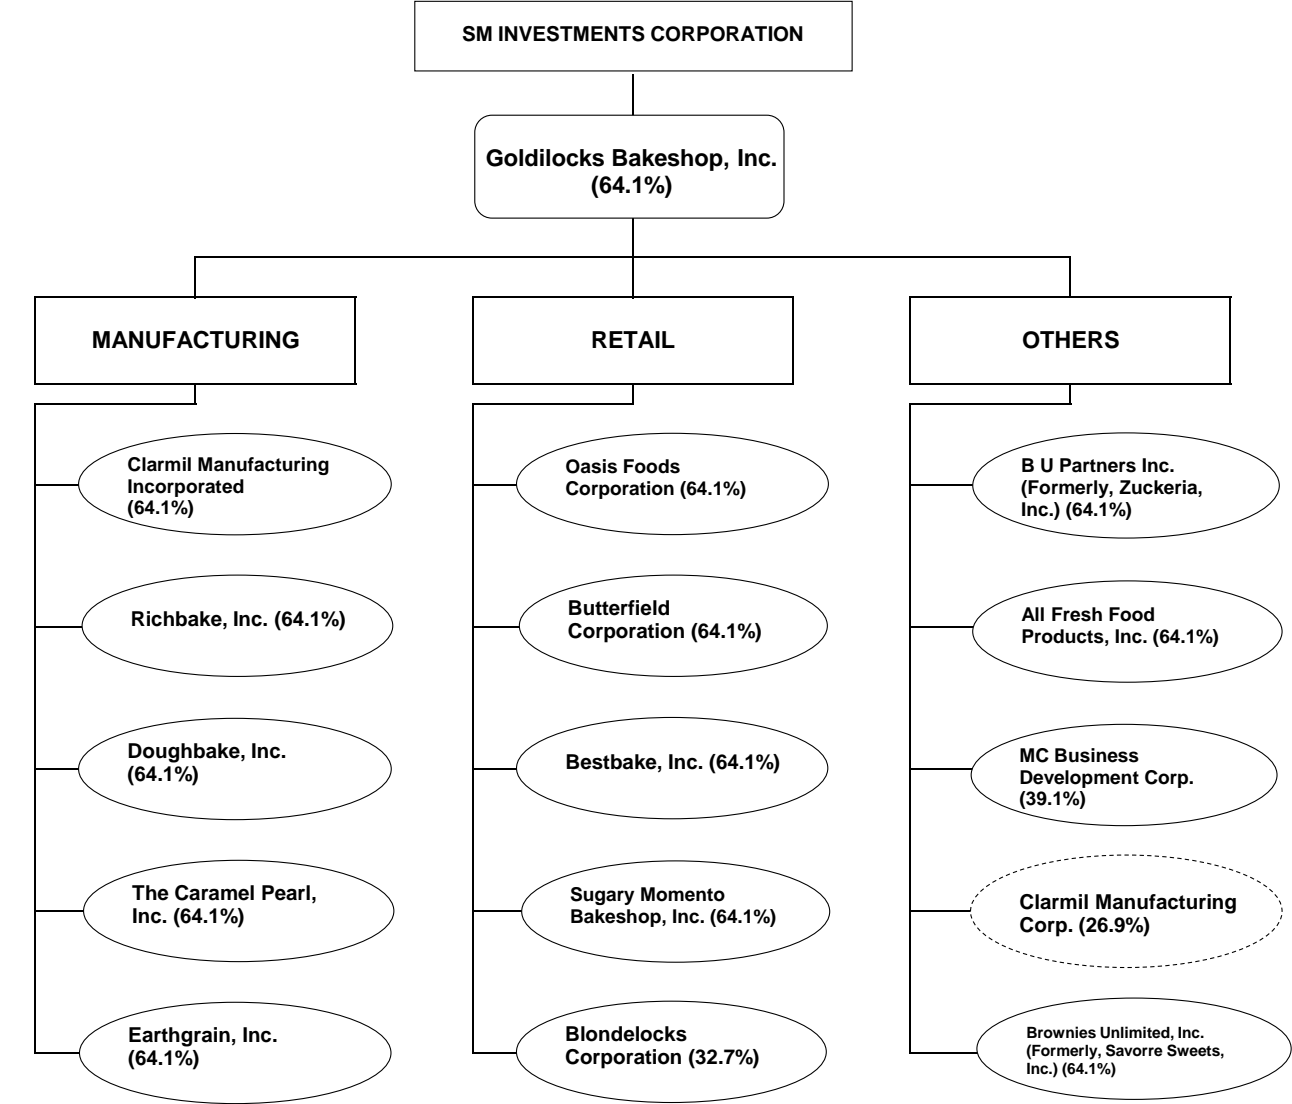 SM INVESTMENTS CORPORATION
Goldilocks Bakeshop, Inc.
(64.1%)
MANUFACTURING
RETAIL
OTHERS
Clarmil Manufacturing
Incorporated
(64.1%)
Richbake, Inc. (64.1%)
Doughbake, Inc.
(64.1%)
The Caramel Pearl,
Inc. (64.1%)
Earthgrain, Inc.
(64.1%)
Oasis Foods
Corporation (64.1%)
Butterfield
Corporation (64.1%)
Bestbake, Inc. (64.1%)
Sugary Momento
Bakeshop, Inc. (64.1%)
Blondelocks
Corporation (32.7%)
B U Partners Inc.
(Formerly, Zuckeria,
Inc.) (64.1%)
All Fresh Food
Products, Inc. (64.1%)
MC Business
Development Corp.
(39.1%)
Clarmil Manufacturing
Corp. (26.9%)
Brownies Unlimited, Inc.
(Formerly, Savorre Sweets,
Inc.) (64.1%)